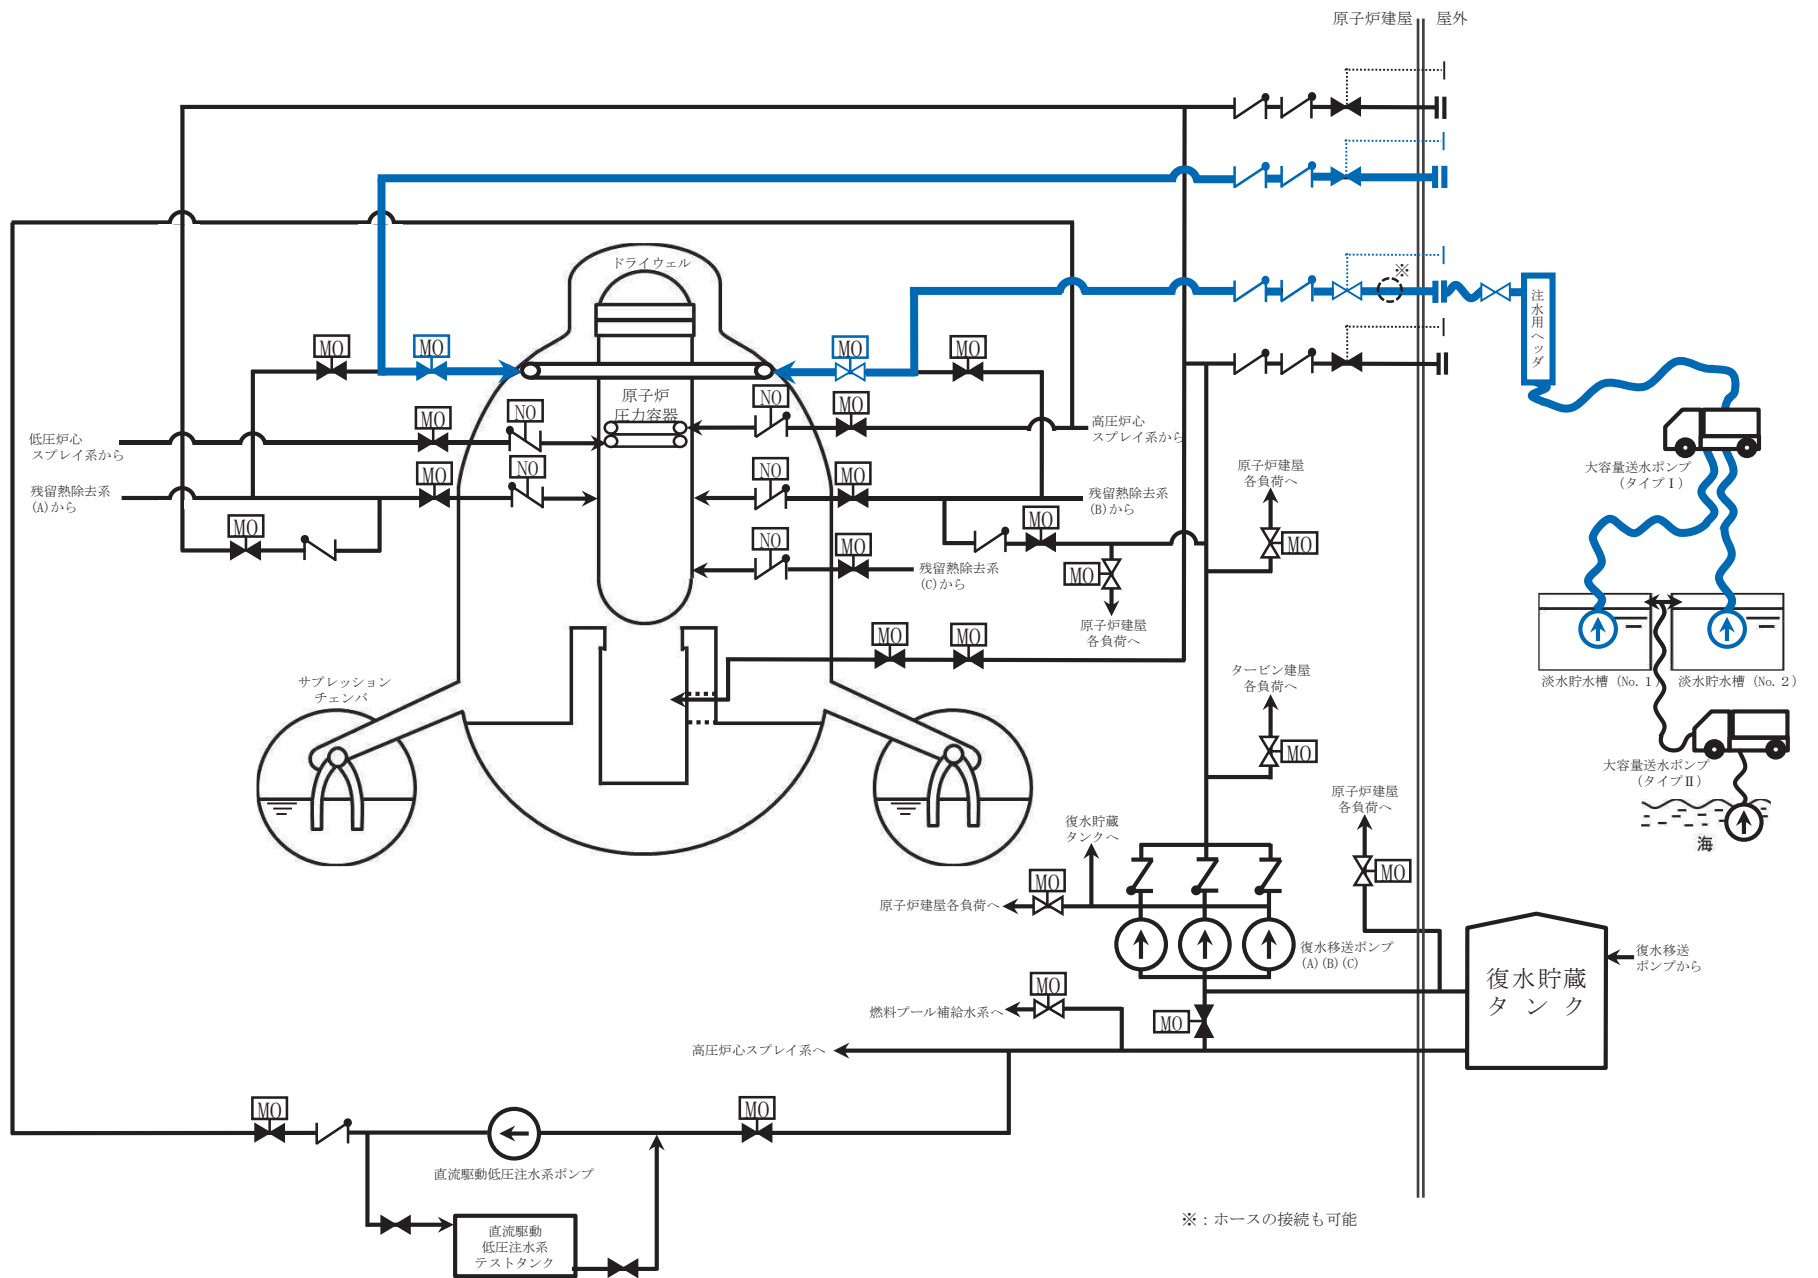 原子炉建屋
屋外
※
ドライウェル
注水用ヘッダ
MO
MO
MO
MO
原子炉
圧力容器
MO
NO
NO
MO
低圧炉心
スプレイ系から
高圧炉心
スプレイ系から
大容量送水ポンプ
(タイプⅠ)
MO
NO
NO
MO
残留熱除去系
(A)から
残留熱除去系
(B)から
原子炉建屋
各負荷へ
MO
MO
NO
MO
MO
残留熱除去系
(C)から
MO
原子炉建屋
各負荷へ
MO
MO
サプレッション
チェンバ
タービン建屋
各負荷へ
淡水貯水槽 (No. 1)
淡水貯水槽 (No. 2)
MO
大容量送水ポンプ
(タイプⅡ)
海
原子炉建屋
各負荷へ
復水貯蔵
タンクへ
MO
MO
原子炉建屋各負荷へ
復水移送ポンプ
(A)(B)(C)
復水移送
ポンプから
復水貯蔵
タンク
MO
燃料プール補給水系へ
MO
高圧炉心スプレイ系へ
MO
MO
直流駆動低圧注水系ポンプ
直流駆動
低圧注水系
テストタンク
※:ホースの接続も可能